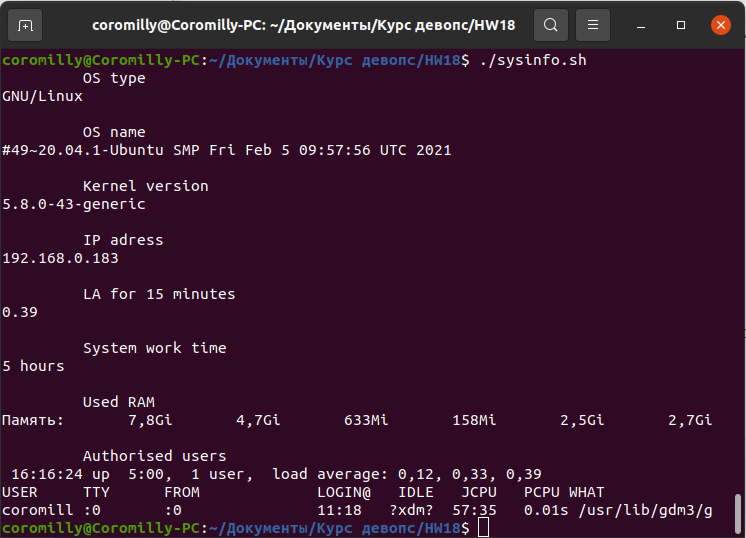 coromilly@Coromilly-PC: ~/Документы/Курс девопс/HW18
coromilly@Coromilly-PC:~/Документы/Курс девопс/HW18$ ./sysinfo.sh
OS type
GNU/Linux
OS name
#49~20.04.1-Ubuntu SMP Fri Feb 5 09:57:56 UTC 2021
Kernel version
5.8.0-43-generic
IP adress
192.168.0.183
LA for 15 minutes
0.39
System work time
5 hours
Used RAM
Память: 7,8Gi 4,7Gi 633Mi 158Mi 2,5Gi 2,7Gi
Authorised users
16:16:24 up 5:00, 1 user, load average: 0,12, 0,33, 0,39
USER TTY FROM LOGIN@ IDLE JCPU PCPU WHAT
coromill :0 :0 11:18 ?xdm? 57:35 0.01s /usr/lib/gdm3/g
coromilly@Coromilly-PC:~/Документы/Курс девопс/HW18$